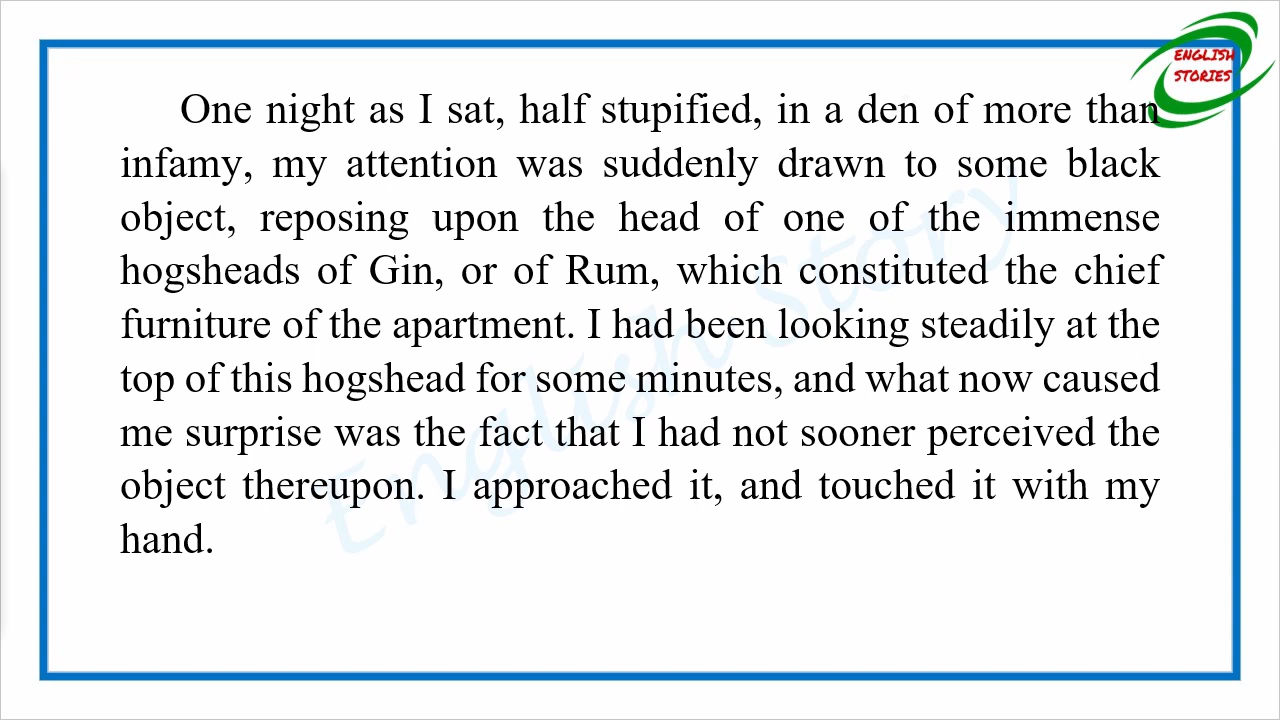 ENGLISH
STORIES
One night as I sat, half stupified, in a den of more than
infamy, my attention was suddenly drawn to some black
object, reposing upon the head of one of the immense
hogsheads of Gin, or of Rum, which constituted the chief
furniture of the apartment. I had been looking steadily at the
top of this hogshead for some minutes, and what now caused
me surprise was the fact that I had not sooner perceived the
object thereupon. I approached it, and touched it with my
hand.
English Story